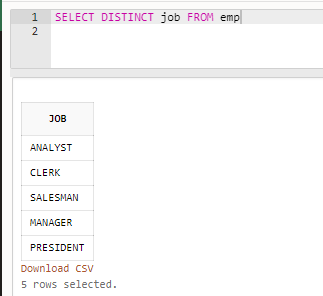 1 SELECT DISTINCT job FROM emp
2
JOB
ANALYST
CLERK
SALESMAN
MANAGER
PRESIDENT
Download CSV
5 rows selected.